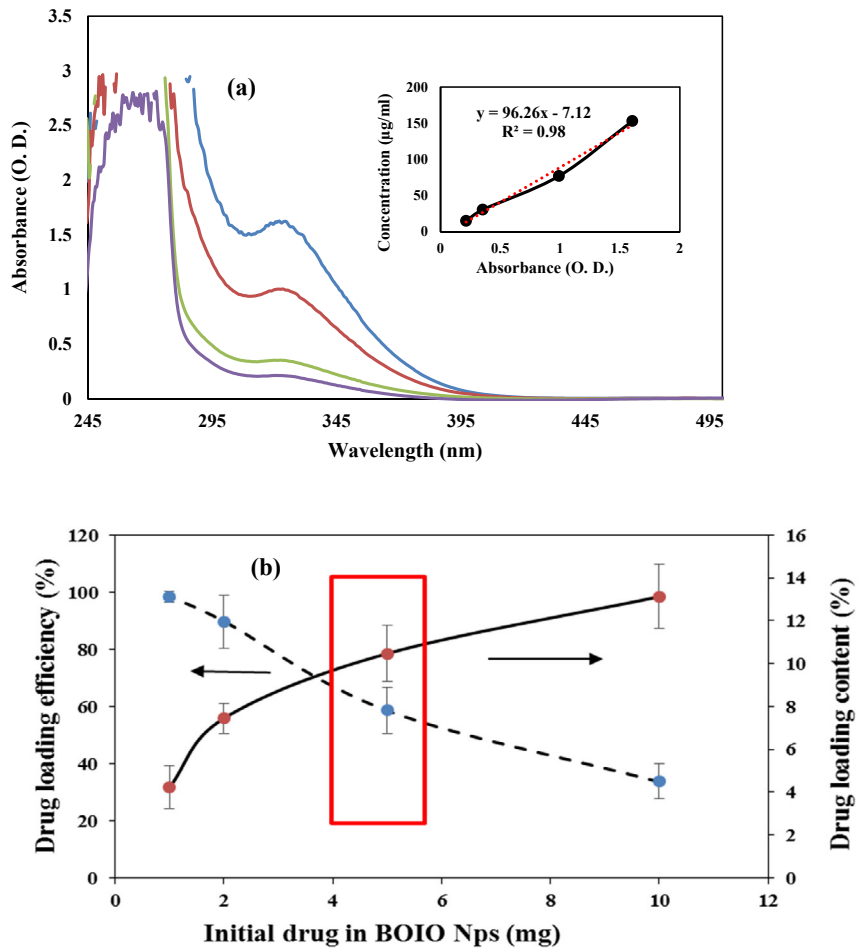 3.5
3
2.5
2
1.5
1
0.5
0
Absorbance (O. D.)
245 295 345 395 445 495
Wavelength (nm)
(a)
200
150
100
50
0
Concentration (µg/ml)
y = 96.26x - 7.12
R² = 0.98
0 0.5 1 1.5 2
Absorbance (O. D.)
120
100
80
60
40
20
0
Drug loading efficiency (%)
(b)
16
14
12
10
8
6
4
2
0
Drug loading content (%)
0 2 4 6 8 10 12
Initial drug in BOIO Nps (mg)